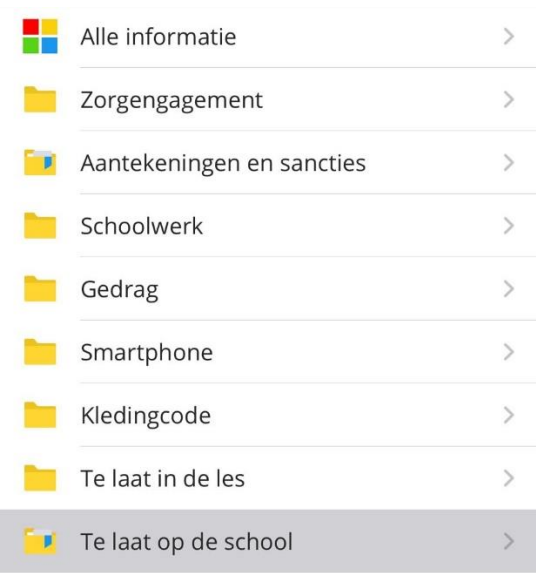 Alle informatie
Zorgengagement
Aantekeningen en sancties
Schoolwerk
Gedrag
Smartphone
Kledingcode
Te laat in de les
Te laat op de school